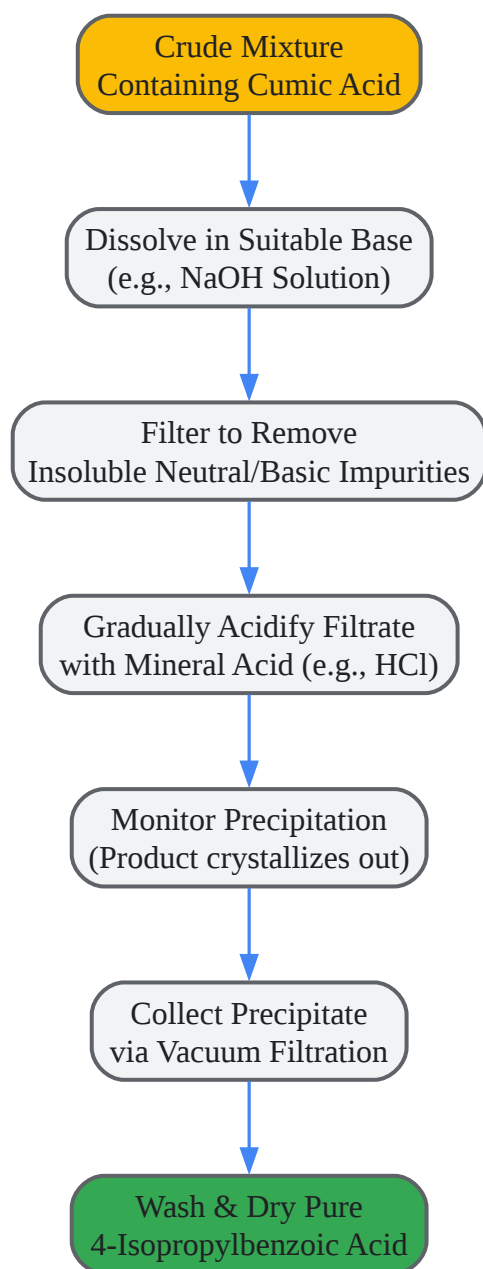 Crude Mixture
Containing Cumic Acid
Dissolve in Suitable Base
(e.g., NaOH Solution)
Filter to Remove
Insoluble Neutral/Basic Impurities
Gradually Acidify Filtrate
with Mineral Acid (e.g., HCl)
Monitor Precipitation
(Product crystallizes out)
Collect Precipitate
via Vacuum Filtration
Wash & Dry Pure
4-Isopropylbenzoic Acid